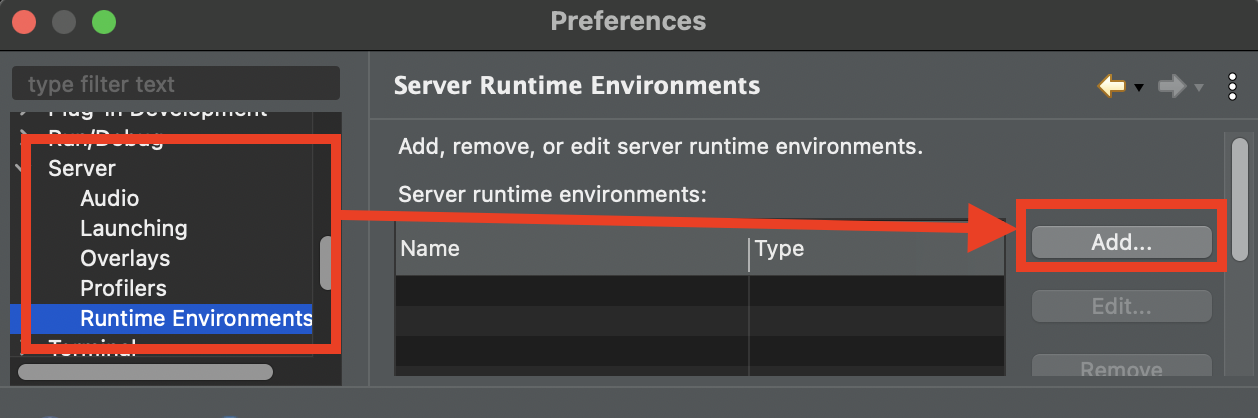 Preferences
type filter text
Plug-in Development
Run/Debug
Server
Audio
Launching
Overlays
Profilers
Runtime Environments
Terminal
Server Runtime Environments
Add, remove, or edit server runtime environments.
Server runtime environments:
Name Type
Add...
Edit...
Remove